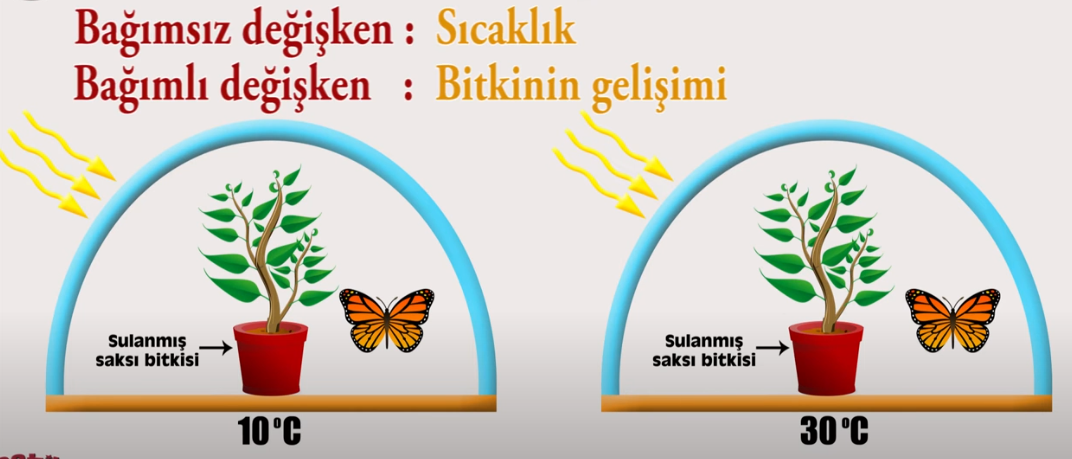 Bağımsız değişken : Sıcaklık
Bağımlı değişken : Bitkinin gelişimi
Sulanmış
saksı bitkisi
Sulanmış
saksı bitkisi
10 °C
30 °C